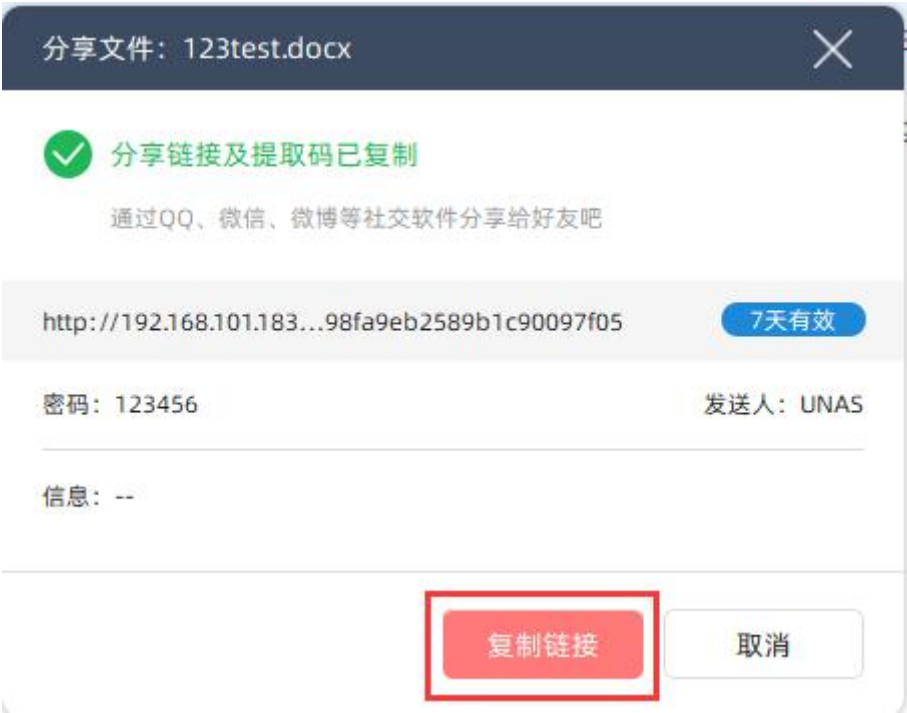 分享文件：123test.docx
分享链接及提取码已复制
通过QQ、微信、微博等社交软件分享给好友吧
http://192.168.101.183...98fa9eb2589b1c90097f05 7天有效
密码：123456 发送人：UNAS
信息：--
复制链接 取消